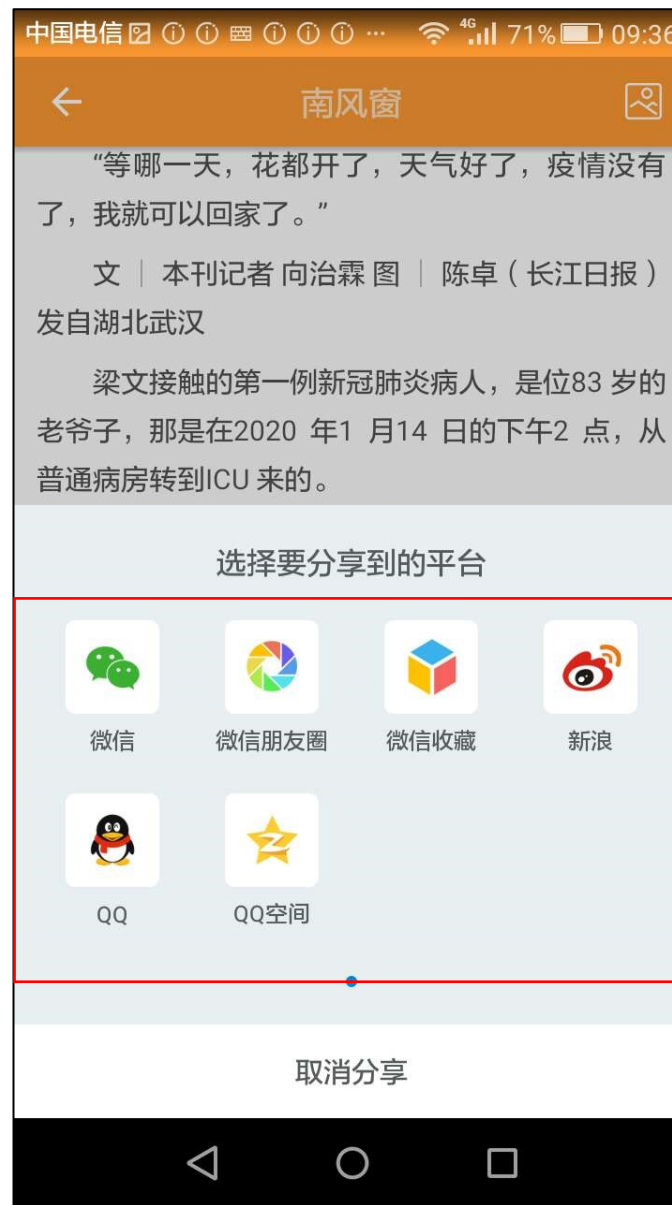 中国电信 4G 71% 09:36
南风窗
“等哪一天，花都开了，天气好了，疫情没有
了，我就可以回家了。”
文｜本刊记者 向治霖 图｜陈卓（长江日报）
发自湖北武汉
梁文接触的第一例新冠肺炎病人，是位83 岁的
老爷子，那是在2020 年1 月14 日的下午2 点，从
普通病房转到ICU 来的。
选择要分享到的平台
微信 微信朋友圈 微信收藏 新浪
QQ QQ空间
取消分享